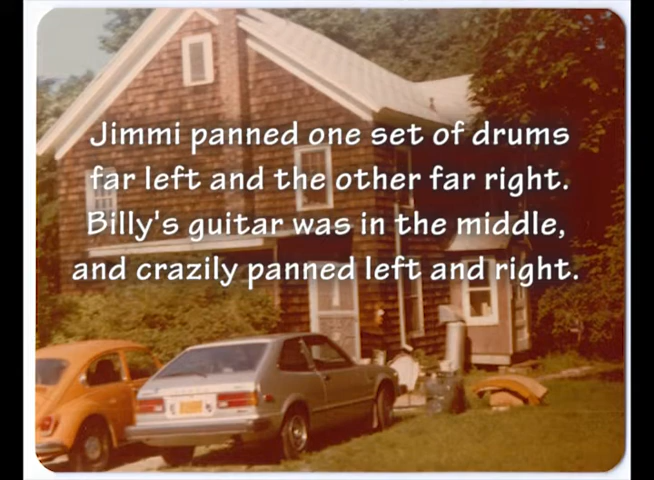 Jimmi panned one set of drums
far left and the other far right.
Billy's guitar was in the middle,
and crazily panned left and right.